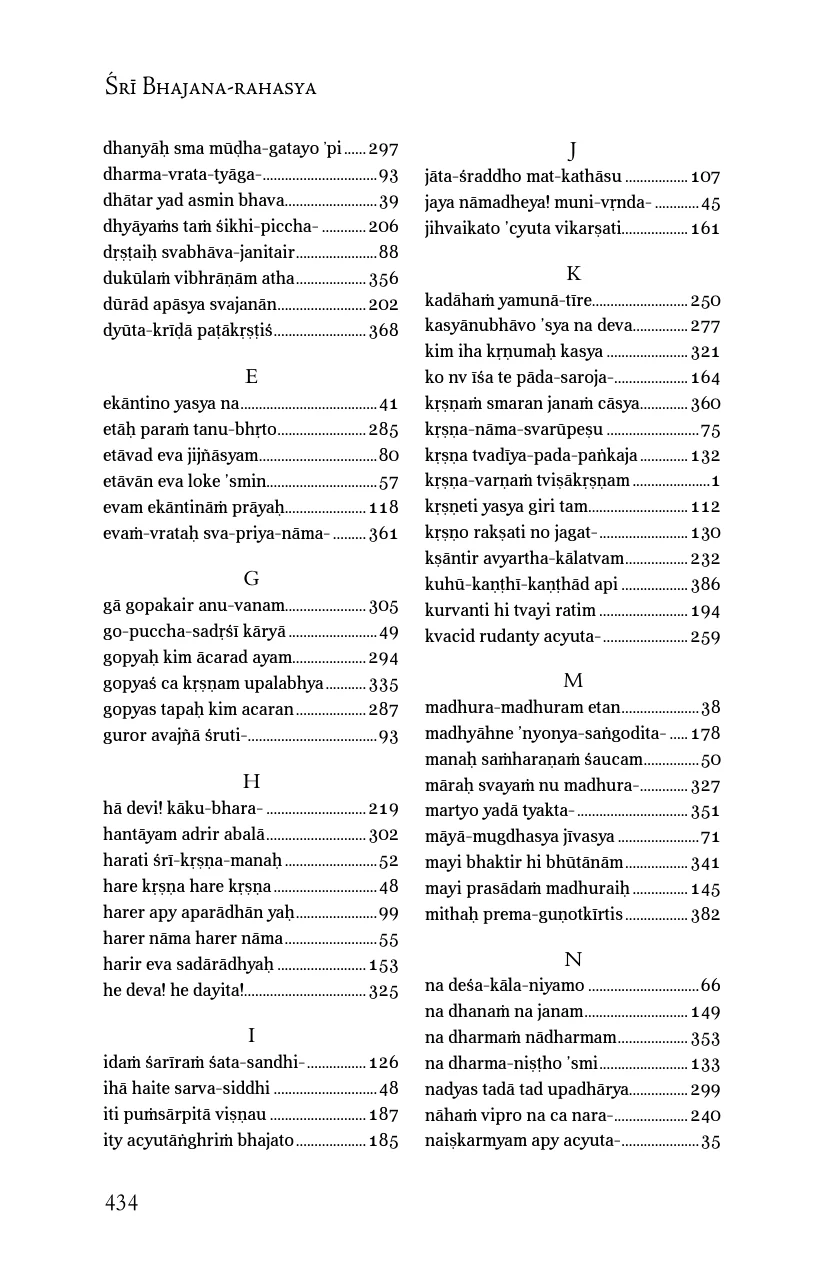 Śrī Bhajana-rahasya
dhanyāḥ sma mūḍha-gatayo 'pi......297
dharma-vrata-tyāga-..............................93
dhātar yad asmin bhava........................39
dhyāyaṁs taṁ śikhi-piccha-............206
dṛṣṭaiḥ svabhāva-janitair......................88
dukūlaṁ vibhrāṇām atha...................356
dūrād apāsya svajanān........................202
dyūta-krīḍā paṭākṛṣṭiś.........................368
E
ekāntino yasya na.....................................41
etāḥ paraṁ tanu-bhṛto........................285
etāvad eva jijñāsyam................................80
etāvān eva loke 'smin..............................57
evam ekāntināṁ prāyaḥ......................118
evaṁ-vrataḥ sva-priya-nāma-.........361
G
gā gopakair anu-vanam......................305
go-puccha-sadṛśī kāryā........................49
gopyaḥ kim ācarad ayam....................294
gopyaś ca kṛṣṇam upalabhya...........335
gopyas tapaḥ kim acaran...................287
guror avajñā śruti-...................................93
H
hā devi! kāku-bhara-...........................219
hantāyam adrir abalā...........................302
harati śrī-kṛṣṇa-manaḥ.........................52
hare kṛṣṇa hare kṛṣṇa............................48
harer apy aparādhān yaḥ......................99
harer nāma harer nāma.........................55
harir eva sadārādhyaḥ........................153
he deva! he dayita!.................................325
I
idaṁ śarīraṁ śata-sandhi-................126
ihā haite sarva-siddhi............................48
iti puṁsārpitā viṣṇau..........................187
ity acyutāṅghriṁ bhajato...................185
J
jāta-śraddho mat-kathāsu.................107
jaya nāmadheya! muni-vṛnda-............45
jihvaikato 'cyuta vikarṣati..................161
K
kadāhaṁ yamunā-tīre..........................250
kasyānubhāvo 'sya na deva...............277
kim iha kṛṇumaḥ kasya......................321
ko nv īśa te pāda-saroja-....................164
kṛṣṇaṁ smaran janaṁ cāsya.............360
kṛṣṇa-nāma-svarūpeṣu.........................75
kṛṣṇa tvadīya-pada-paṅkaja.............132
kṛṣṇa-varṇaṁ tviṣākṛṣṇam.....................1
kṛṣṇeti yasya giri tam...........................112
kṛṣṇo rakṣati no jagat-........................130
kṣāntir avyartha-kālatvam.................232
kuhū-kaṇṭhī-kaṇṭhād api..................386
kurvanti hi tvayi ratim........................194
kvacid rudanty acyuta-.......................259
M
madhura-madhuram etan.....................38
madhyāhne 'nyonya-saṅgodita-.....178
manaḥ saṁharaṇaṁ śaucam...............50
māraḥ svayaṁ nu madhura-.............327
martyo yadā tyakta-..............................351
māyā-mugdhasya jīvasya......................71
mayi bhaktir hi bhūtānām.................341
mayi prasādaṁ madhuraiḥ...............145
mithaḥ prema-guṇotkīrtis.................382
N
na deśa-kāla-niyamo..............................66
na dhanaṁ na janam............................149
na dharmaṁ nādharmam...................353
na dharma-niṣṭho 'smi........................133
nadyas tadā tad upadhārya................299
nāhaṁ vipro na ca nara-....................240
naiṣkarmyam apy acyuta-.....................35
434